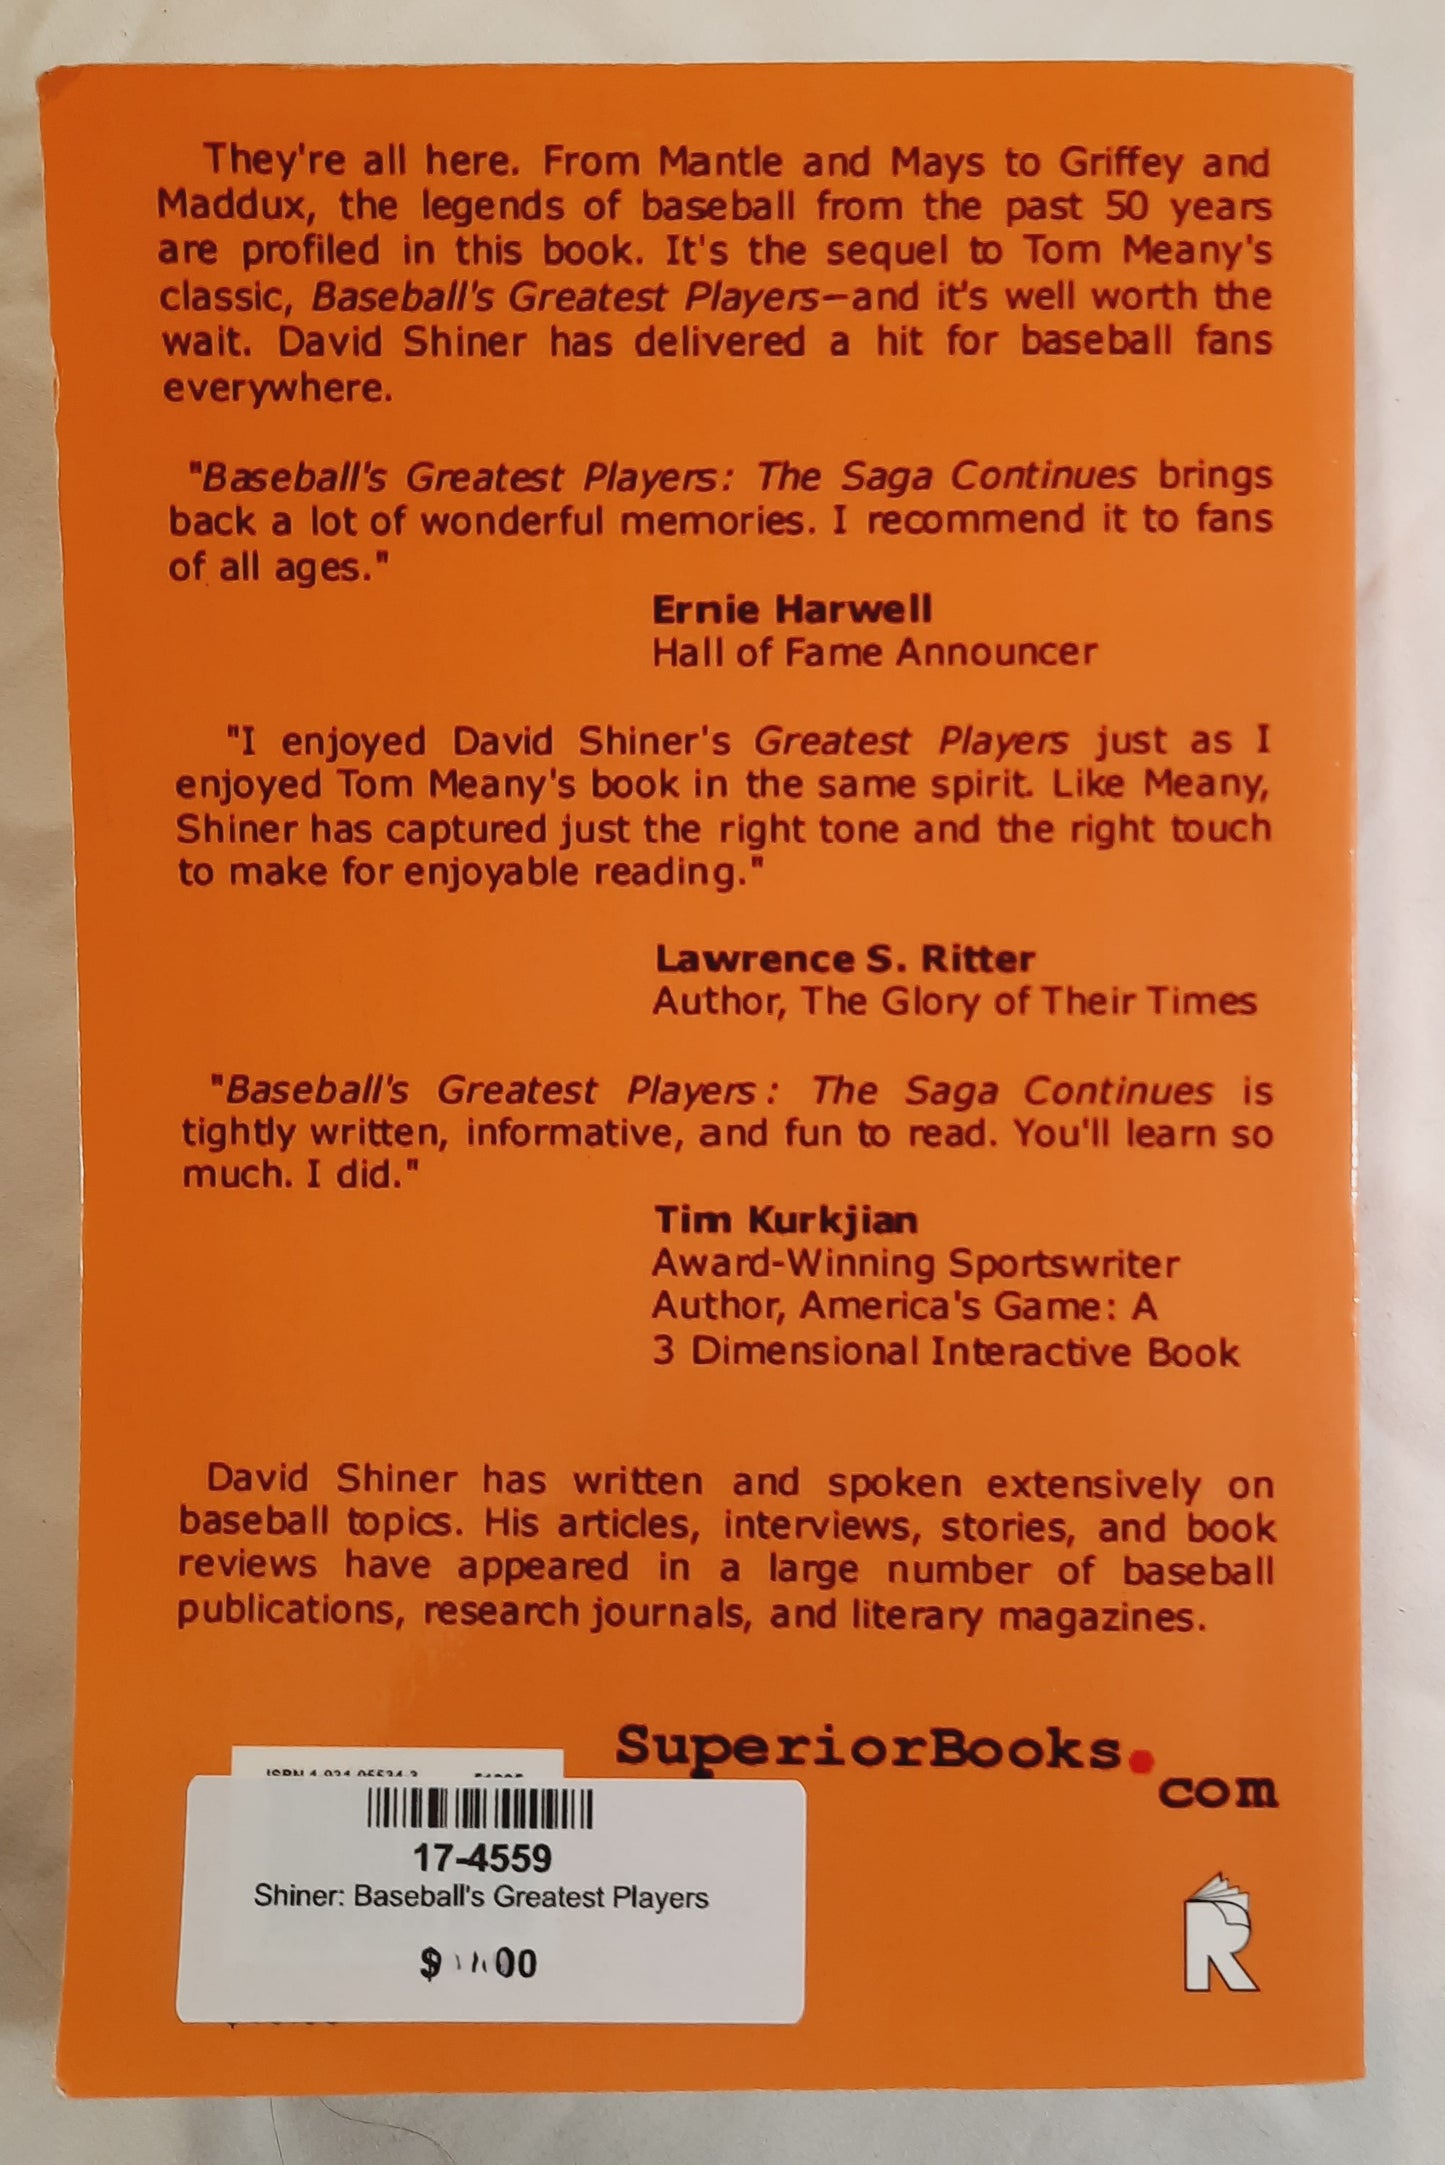 They're all here. From Mantle and Mays to Griffey and
Maddux, the legends of baseball from the past 50 years
are profiled in this book. It's the sequel to Tom Meany's
classic, Baseball's Greatest Players—and it's well worth the
wait. David Shiner has delivered a hit for baseball fans
everywhere.
"Baseball's Greatest Players: The Saga Continues brings
back a lot of wonderful memories. I recommend it to fans
of all ages."
Ernie Harwell
Hall of Fame Announcer
"I enjoyed David Shiner's Greatest Players just as I
enjoyed Tom Meany's book in the same spirit. Like Meany,
Shiner has captured just the right tone and the right touch
to make for enjoyable reading."
Lawrence S. Ritter
Author, The Glory of Their Times
"Baseball's Greatest Players: The Saga Continues is
tightly written, informative, and fun to read. You'll learn so
much. I did."
Tim Kurkjian
Award-Winning Sportswriter
Author, America's Game: A
3 Dimensional Interactive Book
David Shiner has written and spoken extensively on
baseball topics. His articles, interviews, stories, and book
reviews have appeared in a large number of baseball
publications, research journals, and literary magazines.
SuperiorBooks.
com
ISBN
17-4559
Shiner: Baseball's Greatest Players
R